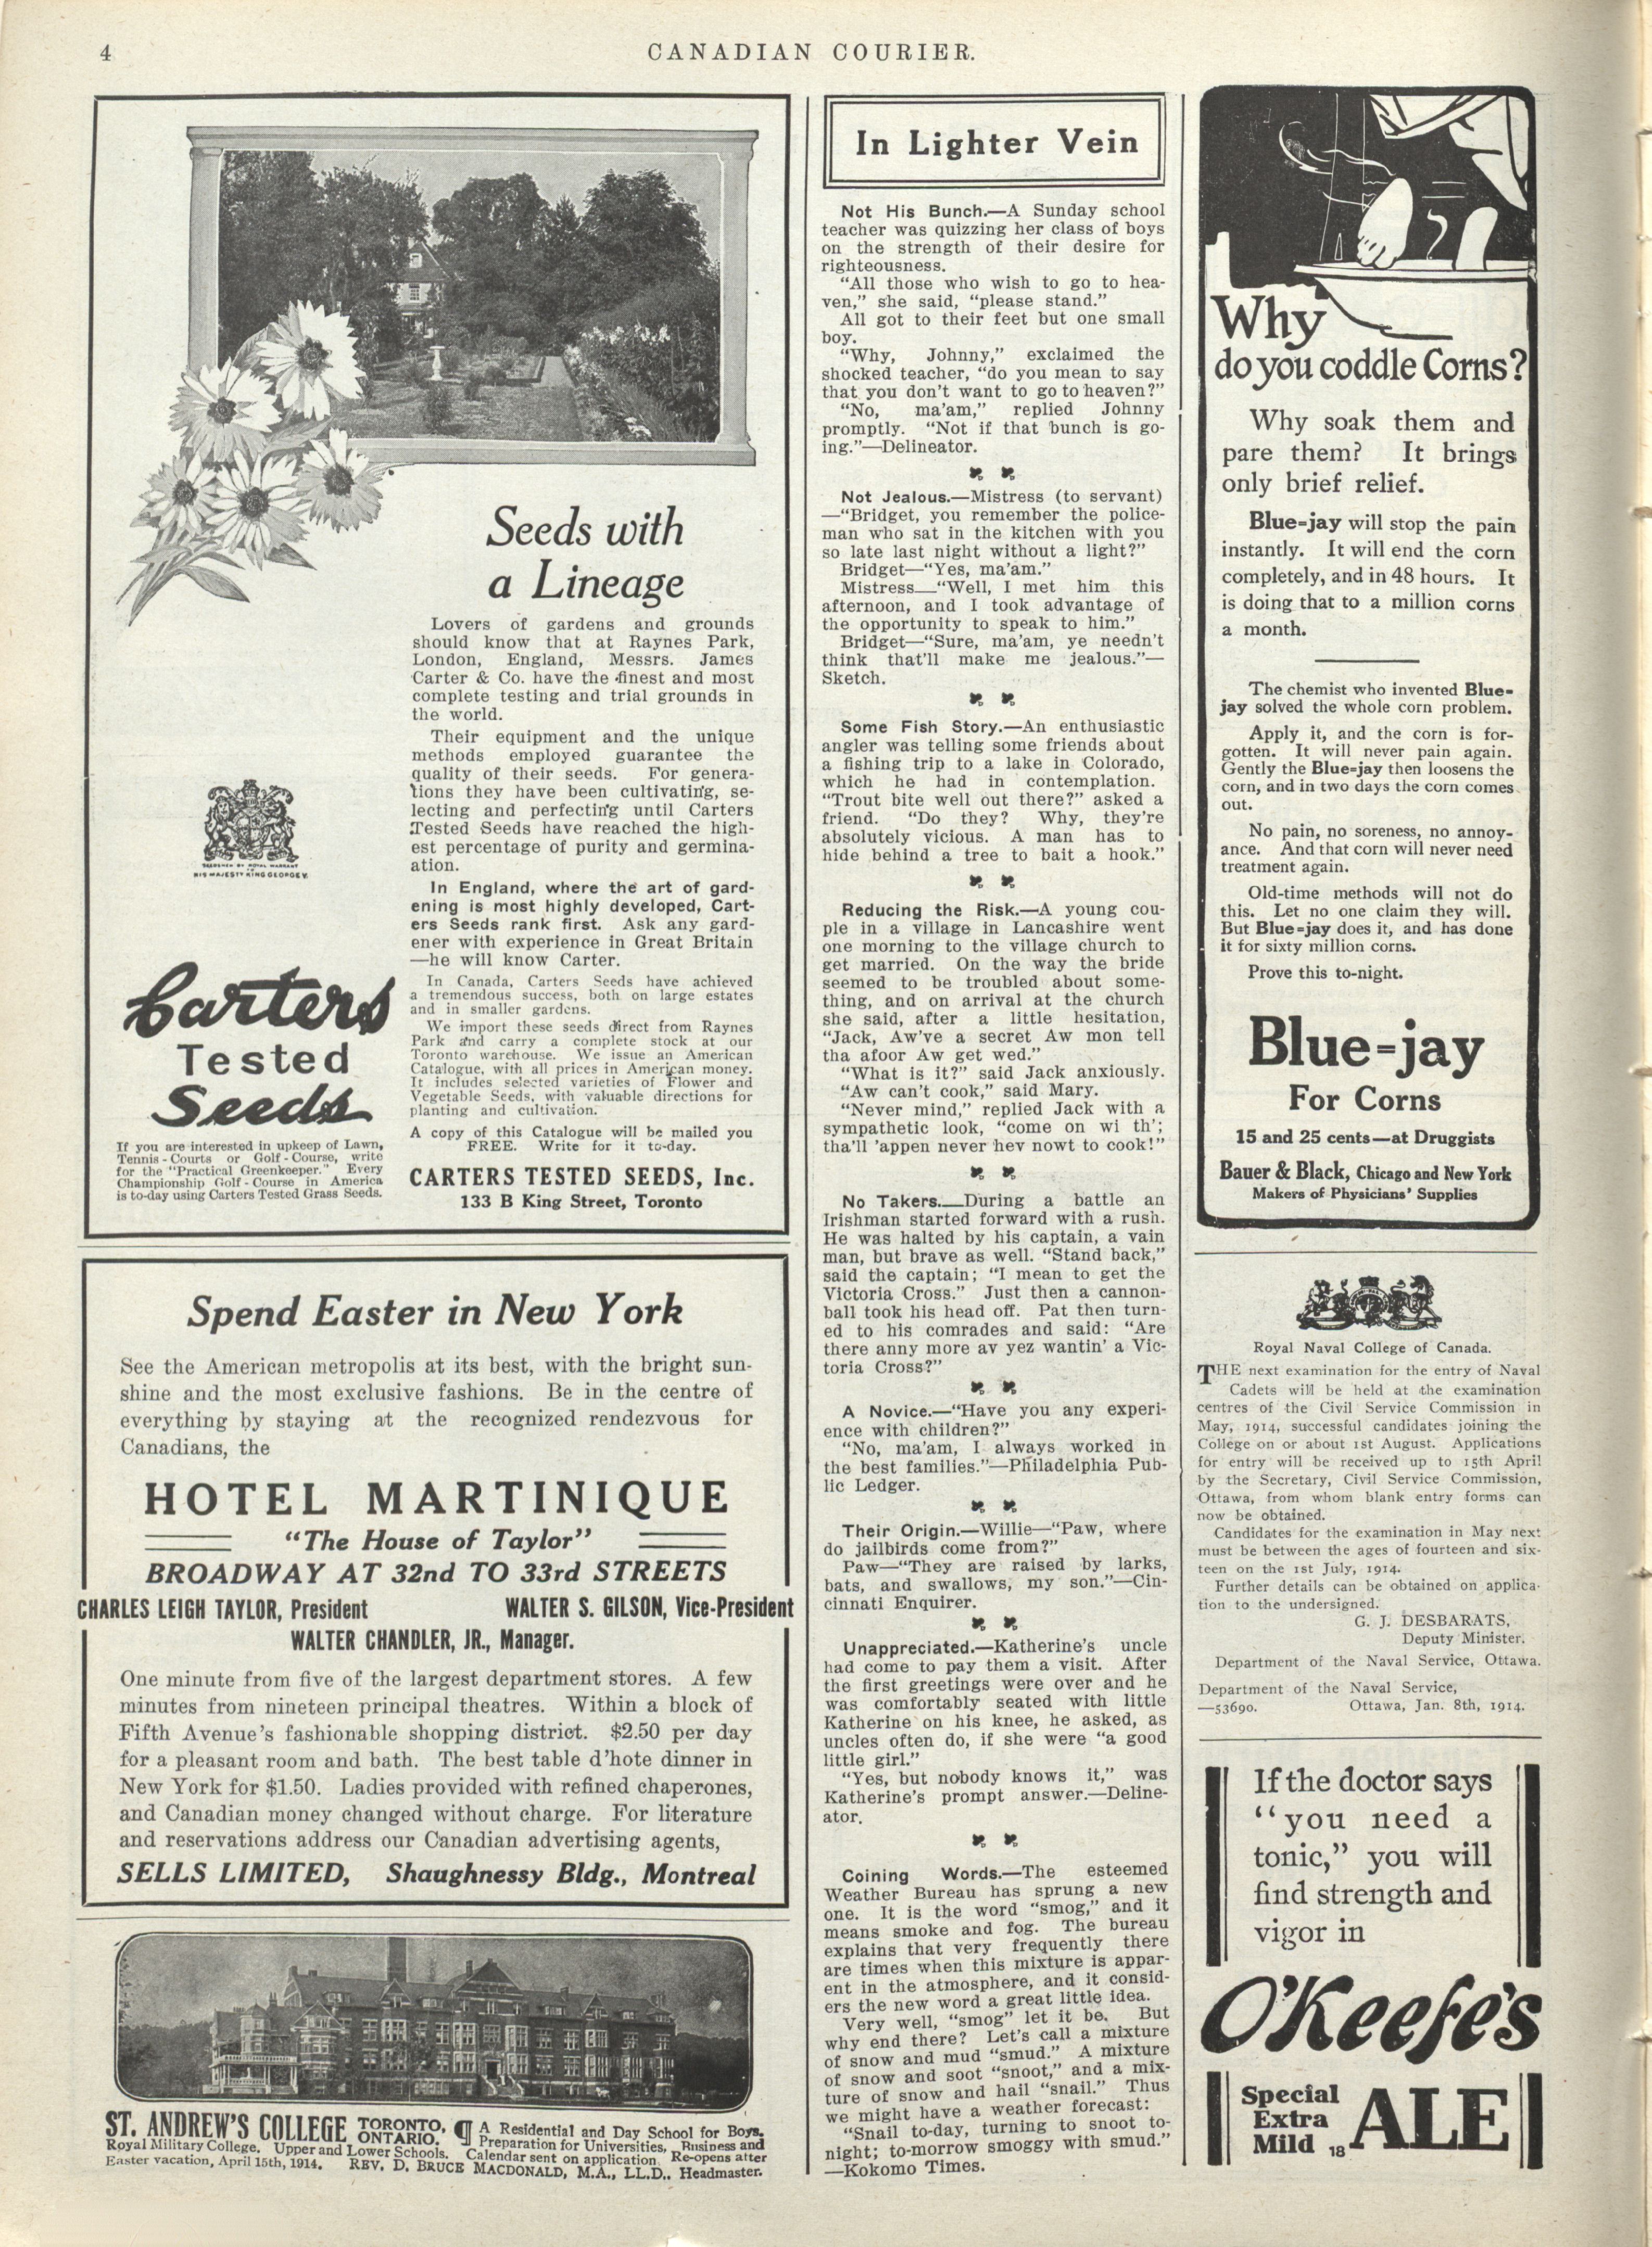 4
CANADIAN COURIER.
Seeds with
a Lineage
Lovers of gardens and grounds
should know that at Raynes Park,
London, England, Messrs. James
Carter & Co. have the finest and most
complete testing and trial grounds in
the world.
Their equipment and the unique
methods employed guarantee the
quality of their seeds. For genera-
tions they have been cultivating, se-
lecting and perfecting until Carters
Tested Seeds have reached the high-
est percentage of purity and germina-
ation.
In England, where the art of gard-
ening is most highly developed, Cart-
ers Seeds rank first. Ask any gard-
ener with experience in Great Britain
—he will know Carter.
In Canada, Carters Seeds have achieved
a tremendous success, both on large estates
and in smaller gardens.
We import these seeds direct from Raynes
Park and carry a complete stock at our
Toronto warehouse. We issue an American
Catalogue, with all prices in American money.
It includes selected varieties of Flower and
Vegetable Seeds, with valuable directions for
planting and cultivation.
A copy of this Catalogue will be mailed you
FREE. Write for it to-day.
CARTERS TESTED SEEDS, Inc.
133 B King Street, Toronto
SEEDSMEN BY ROYAL WARRANT
TO
HIS MAJESTY KING GEORGE V.
Carters
Tested
Seeds
If you are interested in upkeep of Lawn,
Tennis-Courts or Golf-Course, write
for the "Practical Greenkeeper." Every
Championship Golf-Course in America
is to-day using Carters Tested Grass Seeds.
Spend Easter in New York
See the American metropolis at its best, with the bright sun-
shine and the most exclusive fashions. Be in the centre of
everything by staying at the recognized rendezvous for
Canadians, the
HOTEL MARTINIQUE
"The House of Taylor"
BROADWAY AT 32nd TO 33rd STREETS
CHARLES LEIGH TAYLOR, President WALTER S. GILSON, Vice-President
WALTER CHANDLER, JR., Manager.
One minute from five of the largest department stores. A few
minutes from nineteen principal theatres. Within a block of
Fifth Avenue's fashionable shopping district. $2.50 per day
for a pleasant room and bath. The best table d'hote dinner in
New York for $1.50. Ladies provided with refined chaperones,
and Canadian money changed without charge. For literature
and reservations address our Canadian advertising agents,
SELLS LIMITED, Shaughnessy Bldg., Montreal
ST. ANDREW'S COLLEGE TORONTO, ONTARIO. ¶ A Residential and Day School for Boys.
Preparation for Universities, Business and
Royal Military College. Upper and Lower Schools. Calendar sent on application. Re-opens after
Easter vacation, April 15th, 1914. REV. D. BRUCE MACDONALD, M.A., LL.D., Headmaster.
In Lighter Vein
Not His Bunch.—A Sunday school
teacher was quizzing her class of boys
on the strength of their desire for
righteousness.
"All those who wish to go to hea-
ven," she said, "please stand."
All got to their feet but one small
boy.
"Why, Johnny," exclaimed the
shocked teacher, "do you mean to say
that you don't want to go to heaven?"
"No, ma'am," replied Johnny
promptly. "Not if that bunch is go-
ing."—Delineator.
Not Jealous.—Mistress (to servant)
—"Bridget, you remember the police-
man who sat in the kitchen with you
so late last night without a light?"
Bridget—"Yes, ma'am."
Mistress—"Well, I met him this
afternoon, and I took advantage of
the opportunity to speak to him."
Bridget—"Sure, ma'am, ye needn't
think that'll make me jealous."—
Sketch.
Some Fish Story.—An enthusiastic
angler was telling some friends about
a fishing trip to a lake in Colorado,
which he had in contemplation.
"Trout bite well out there?" asked a
friend. "Do they? Why, they're
absolutely vicious. A man has to
hide behind a tree to bait a hook."
Reducing the Risk.—A young cou-
ple in a village in Lancashire went
one morning to the village church to
get married. On the way the bride
seemed to be troubled about some-
thing, and on arrival at the church
she said, after a little hesitation,
"Jack, Aw've a secret Aw mon tell
tha afoor Aw get wed."
"What is it?" said Jack anxiously.
"Aw can't cook," said Mary.
"Never mind," replied Jack with a
sympathetic look, "come on wi th';
tha'll 'appen never hev nowt to cook!"
No Takers.—During a battle an
Irishman started forward with a rush.
He was halted by his captain, a vain
man, but brave as well. "Stand back,"
said the captain; "I mean to get the
Victoria Cross." Just then a cannon-
ball took his head off. Pat then turn-
ed to his comrades and said: "Are
there anny more av yez wantin' a Vic-
toria Cross?"
A Novice.—"Have you any experi-
ence with children?"
"No, ma'am, I always worked in
the best families."—Philadelphia Pub-
lic Ledger.
Their Origin.—Willie—"Paw, where
do jailbirds come from?"
Paw—"They are raised by larks,
bats, and swallows, my son."—Cin-
cinnati Enquirer.
Unappreciated.—Katherine's uncle
had come to pay them a visit. After
the first greetings were over and he
was comfortably seated with little
Katherine on his knee, he asked, as
uncles often do, if she were "a good
little girl."
"Yes, but nobody knows it," was
Katherine's prompt answer.—Deline-
ator.
Coining Words.—The esteemed
Weather Bureau has sprung a new
one. It is the word "smog," and it
means smoke and fog. The bureau
explains that very frequently there
are times when this mixture is appar-
ent in the atmosphere, and it consid-
ers the new word a great little idea.
Very well, "smog" let it be. But
why end there? Let's call a mixture
of snow and mud "smud." A mixture
of snow and soot "snoot," and a mix-
ture of snow and hail "snail." Thus
we might have a weather forecast:
"Snail to-day, turning to snoot to-
night; to-morrow smoggy with smud."
—Kokomo Times.
Why
do you coddle Corns?
Why soak them and
pare them? It brings
only brief relief.
Blue=jay will stop the pain
instantly. It will end the corn
completely, and in 48 hours. It
is doing that to a million corns
a month.
The chemist who invented Blue=
jay solved the whole corn problem.
Apply it, and the corn is for-
gotten. It will never pain again.
Gently the Blue=jay then loosens the
corn, and in two days the corn comes
out.
No pain, no soreness, no annoy-
ance. And that corn will never need
treatment again.
Old-time methods will not do
this. Let no one claim they will.
But Blue=jay does it, and has done
it for sixty million corns.
Prove this to-night.
Blue=jay
For Corns
15 and 25 cents—at Druggists
Bauer & Black, Chicago and New York
Makers of Physicians' Supplies
Royal Naval College of Canada.
THE next examination for the entry of Naval
Cadets will be held at the examination
centres of the Civil Service Commission in
May, 1914, successful candidates joining the
College on or about 1st August. Applications
for entry will be received up to 15th April
by the Secretary, Civil Service Commission,
Ottawa, from whom blank entry forms can
now be obtained.
Candidates for the examination in May next
must be between the ages of fourteen and six-
teen on the 1st July, 1914.
Further details can be obtained on applica-
tion to the undersigned.
G. J. DESBARATS,
Deputy Minister.
Department of the Naval Service, Ottawa.
Department of the Naval Service,
—53690. Ottawa, Jan. 8th, 1914.
If the doctor says
"you need a
tonic," you will
find strength and
vigor in
O'Keefe's
Special
Extra
Mild 18
ALE